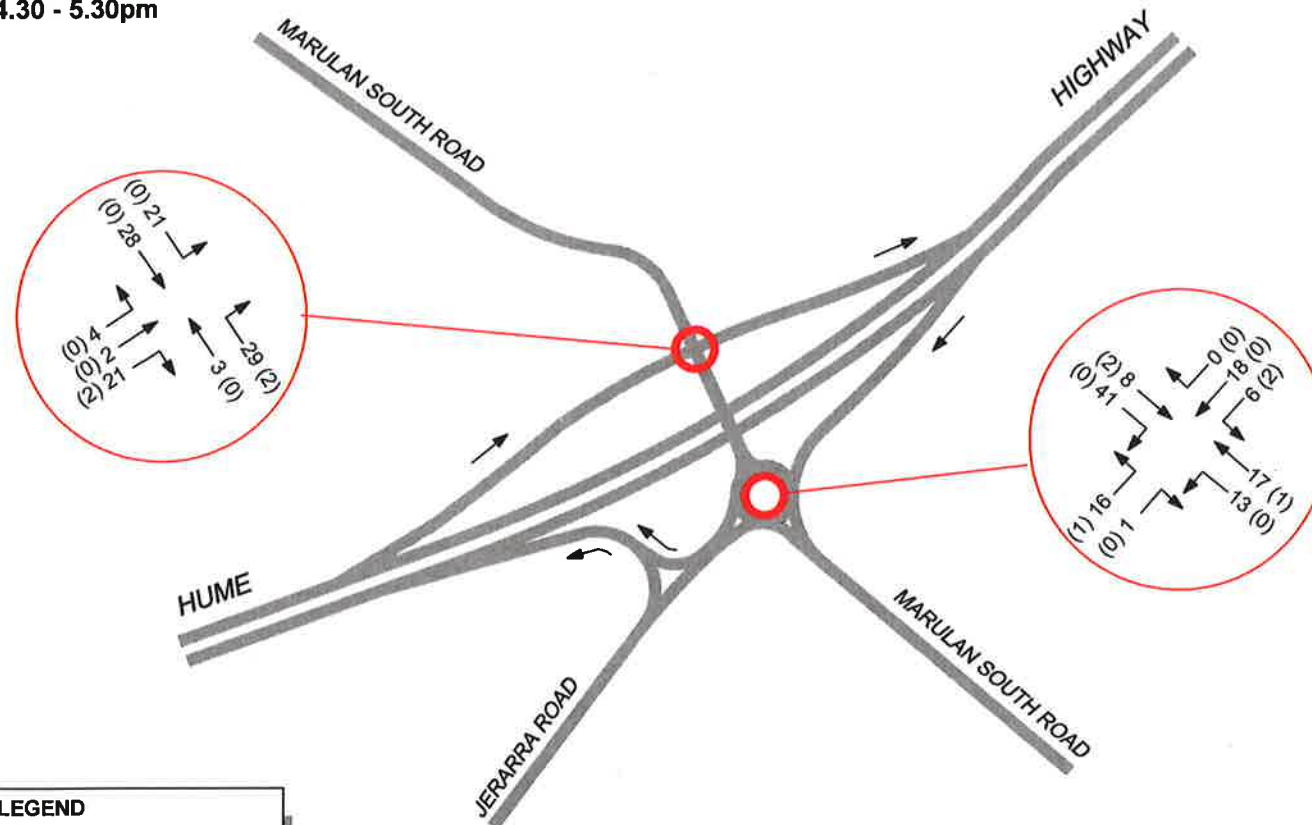 4.30 - 5.30pm
MARULAN SOUTH ROAD
HIGHWAY
(0) 21
(0) 28
(0) 4
(0) 2
(2) 21
3 (0)
29 (2)
(2) 8
(0) 41
0 (0)
18 (0)
6 (2)
17 (1)
13 (0)
(1) 16
(0) 1
HUME
MARULAN SOUTH ROAD
JERARRA ROAD
LEGEND